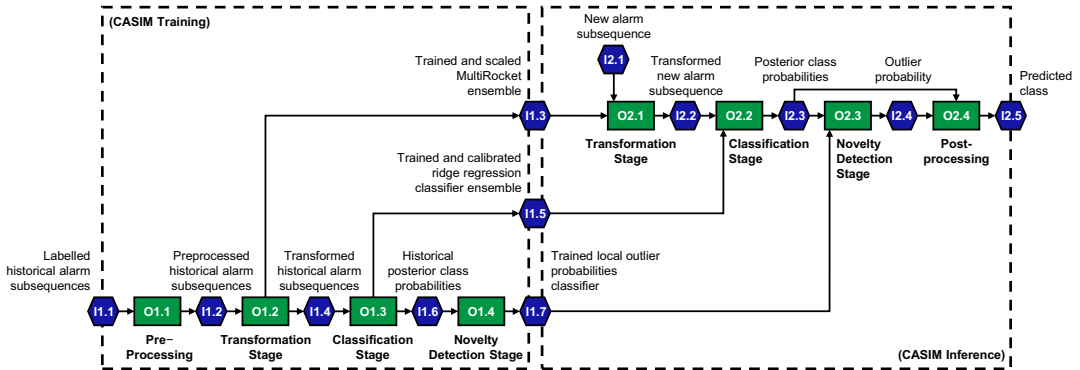 (CASIM Training)
New alarm
subsequence
I2.1
Trained and scaled
MultiRocket
ensemble
Transformed
new alarm
subsequence
Posterior class
probabilities
Outlier
probability
Predicted
class
I1.3
O2.1
I2.2
O2.2
I2.3
O2.3
I2.4
O2.4
I2.5
Transformation
Stage
Classification
Stage
Novelty
Detection
Stage
Post-
processing
Trained and calibrated
ridge regression
classifier ensemble
I1.5
Labelled
historical alarm
subsequences
Preprocessed
historical alarm
subsequences
Transformed
historical alarm
subsequences
Historical
posterior class
probabilities
Trained local outlier
probabilities
classifier
I1.1
O1.1
I1.2
O1.2
I1.4
O1.3
I1.6
O1.4
I1.7
Pre–
Processing
Transformation
Stage
Classification
Stage
Novelty
Detection Stage
(CASIM Inference)